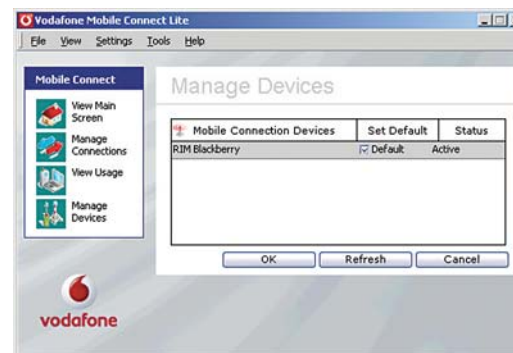 Vodafone Mobile Connect Lite
File View Settings Tools Help
Mobile Connect
View Main
Screen
Manage
Connections
View Usage
Manage
Devices
Manage Devices
Mobile Connection Devices Set Default Status
RIM Blackberry Default Active
OK Refresh Cancel
vodafone